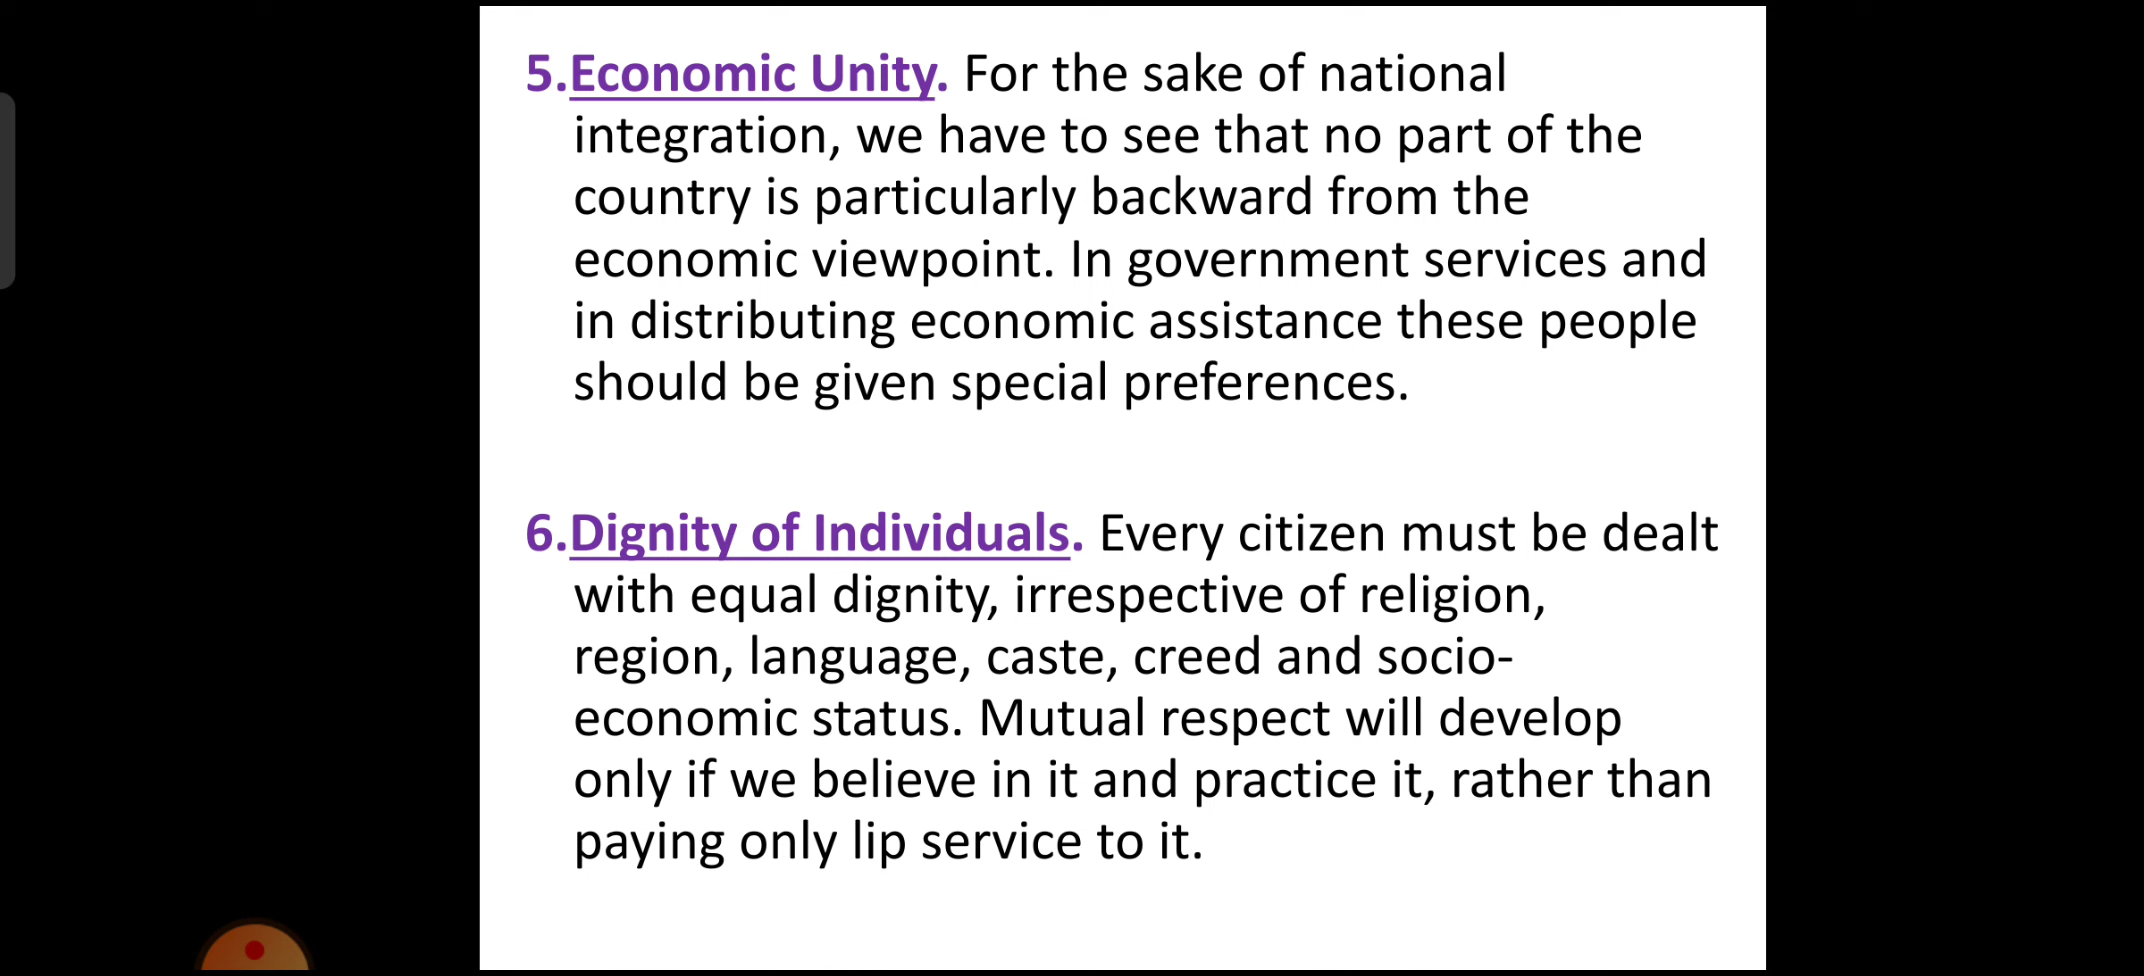 5.Economic Unity. For the sake of national
integration, we have to see that no part of the
country is particularly backward from the
economic viewpoint. In government services and
in distributing economic assistance these people
should be given special preferences.
6.Dignity of Individuals. Every citizen must be dealt
with equal dignity, irrespective of religion,
region, language, caste, creed and socio-
economic status. Mutual respect will develop
only if we believe in it and practice it, rather than
paying only lip service to it.